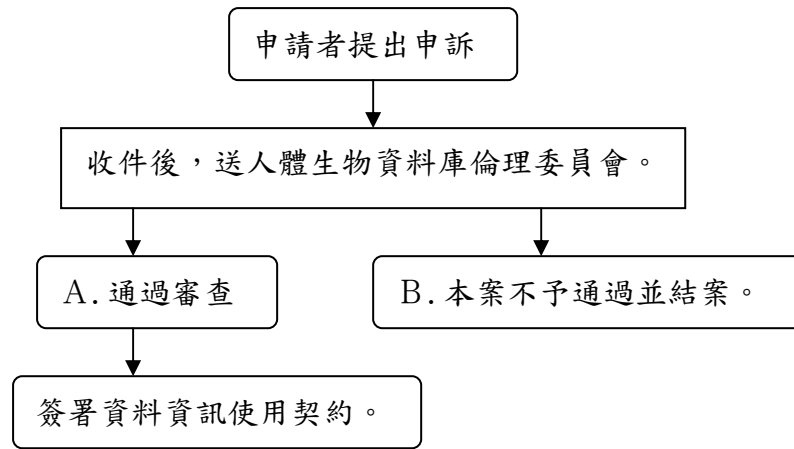 申請者提出申訴
收件後，送人體生物資料庫倫理委員會。
A.通過審查
B.本案不予通過並結案。
簽署資料資訊使用契約。